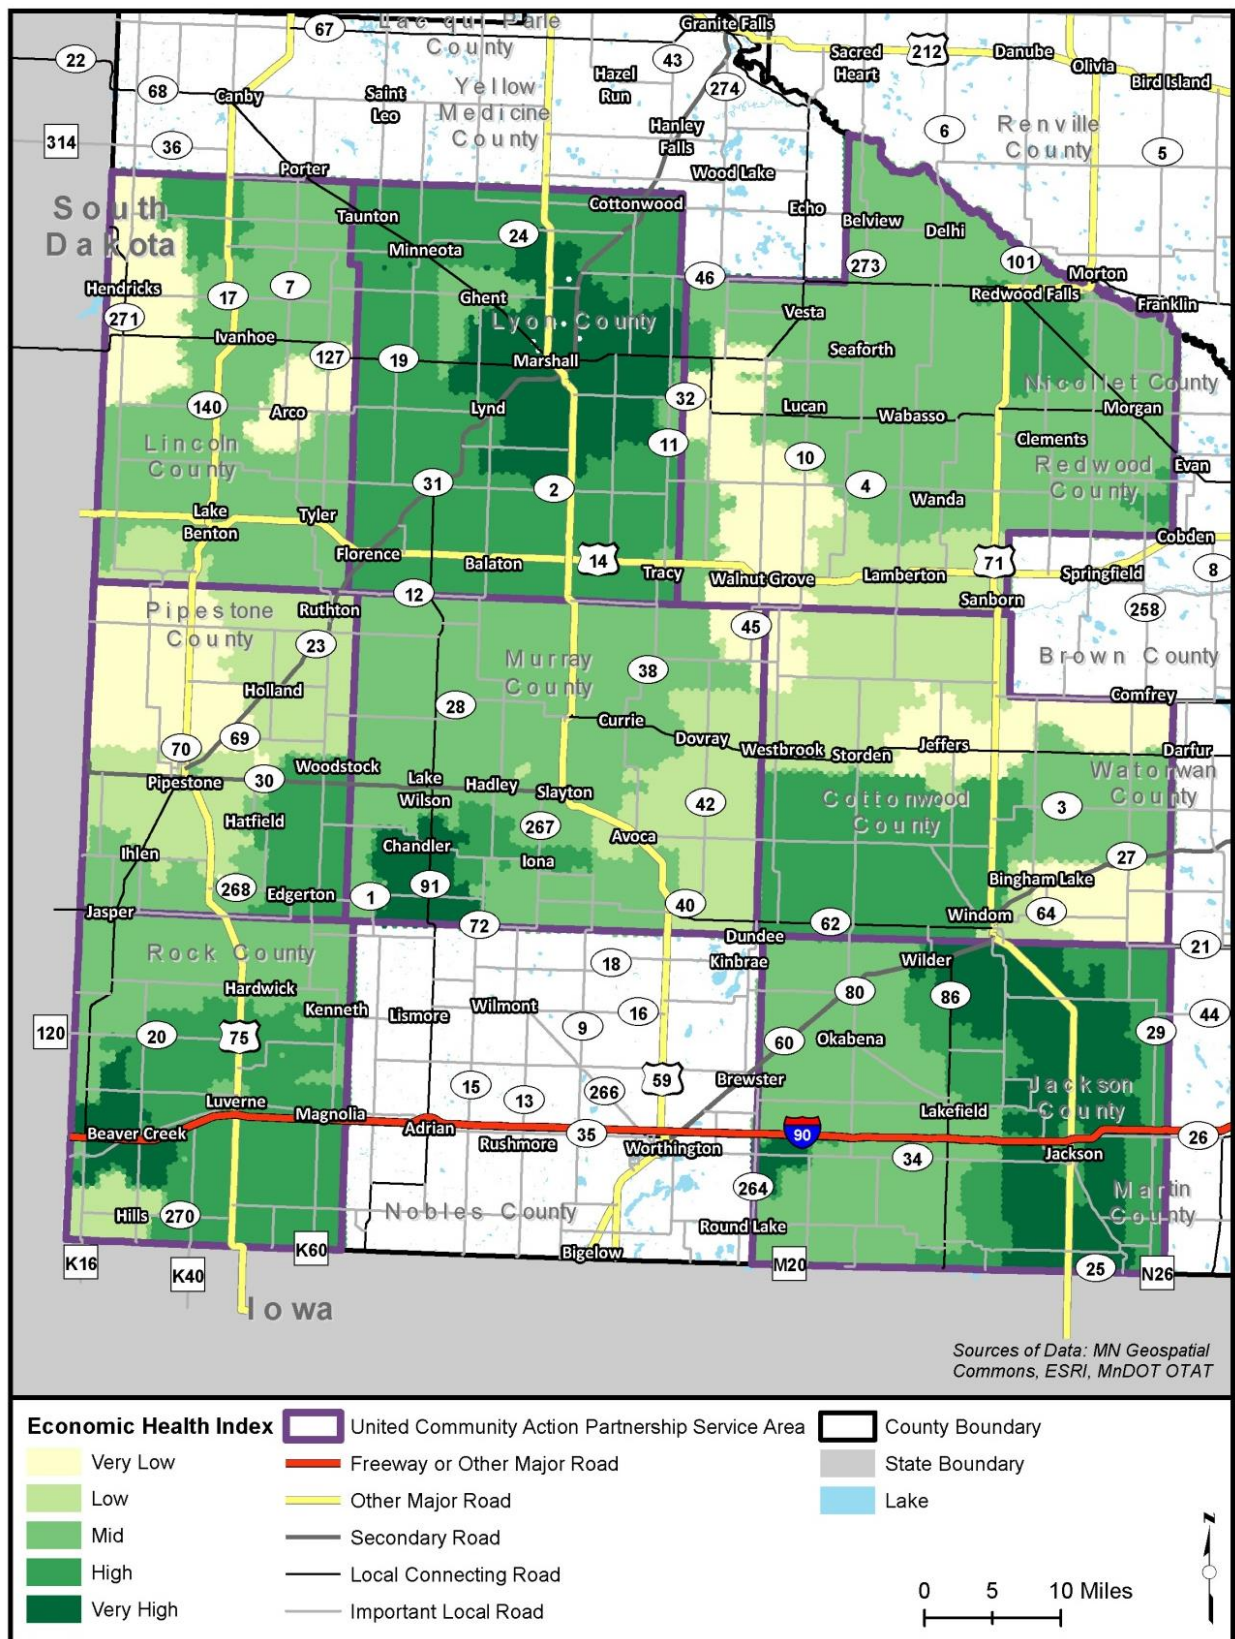 Lac qui Parle
County
Granite Falls
67
22
43
Sacred
Heart
212
Danube
Olivia
Bird Island
Hazel
Run
274
68
Canby
Saint
Leo
Yellow
Medicine
County
Hanley
Falls
6
Renville
County
5
314
36
Porter
Wood Lake
South
Dakota
Taunton
Cottonwood
Echo
Belview
Delhi
24
Minneota
273
101
Morton
Hendricks
17
7
46
Redwood Falls
Franklin
Ghent
271
Lyon County
Vesta
Ivanhoe
127
19
Marshall
Seaforth
Nicollet County
140
Arco
Lynd
32
Lucan
Wabasso
Morgan
Lincoln
County
11
10
Clements
Redwood
County
Evan
31
2
4
Wanda
Lake
Benton
Tyler
Florence
Balaton
14
Tracy
Walnut Grove
Lamberton
71
Cobden
Springfield
8
12
Sanborn
258
Pipestone
County
Ruthton
45
23
Murray
County
38
Brown County
Holland
28
Currie
Comfrey
69
70
Dovray
Westbrook
Storden
Jeffers
Darfur
Pipestone
30
Woodstock
Lake
Wilson
Hadley
Slayton
Watonwan
County
Hatfield
267
42
Cottonwood
County
3
Ihlen
Chandler
Iona
Avoca
27
268
Edgerton
1
91
Bingham Lake
Jasper
40
62
Windom
64
72
Dundee
21
Rock County
18
Kinbrae
Wilder
Hardwick
80
86
Kenneth
Lismore
Wilmont
16
44
120
20
75
9
60
Okabena
29
59
Brewster
15
13
266
Jackson
County
Luverne
Magnolia
Lakefield
Beaver Creek
Adrian
Rushmore
35
Worthington
90
26
34
Jackson
264
Martin
County
Hills
270
Nobles County
Round Lake
K16
K40
K60
Bigelow
M20
25
N26
Iowa
Sources of Data: MN Geospatial
Commons, ESRI, MnDOT OTAT
Economic Health Index
Very Low
Low
Mid
High
Very High
United Community Action Partnership Service Area
Freeway or Other Major Road
Other Major Road
Secondary Road
Local Connecting Road
Important Local Road
County Boundary
State Boundary
Lake
N
0 5 10 Miles